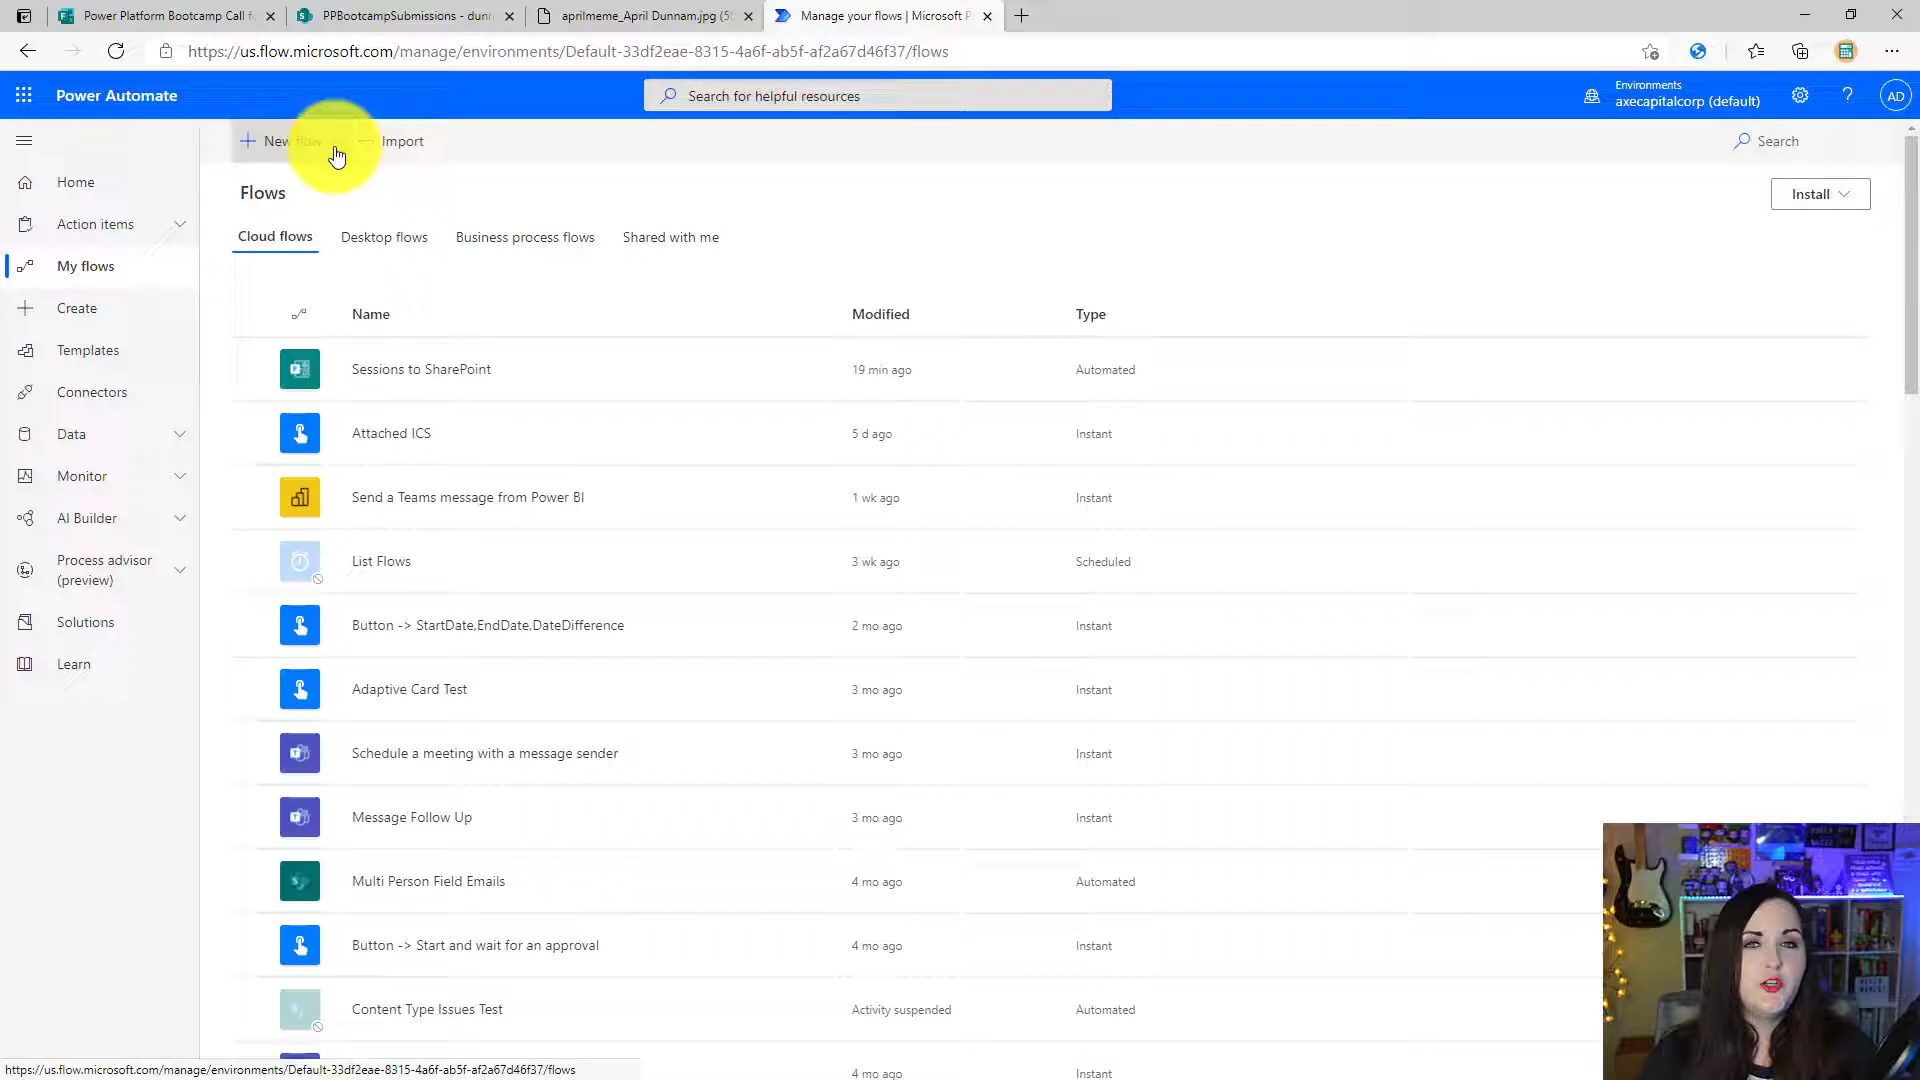 Power Platform Bootcamp Call f
PPBootcampSubmissions - dunn
aprilmeme_April Dunnam.jpg (5
Manage your flows | Microsoft P
https://us.flow.microsoft.com/manage/environments/Default-33df2eae-8315-4a6f-ab5f-af2a67d46f37/flows
Power Automate
Search for helpful resources
Environments
axecapitalcorp (default)
AD
New flow
Import
Search
Home
Action items
My flows
Create
Templates
Connectors
Data
Monitor
AI Builder
Process advisor
(preview)
Solutions
Learn
Flows
Install
Cloud flows Desktop flows Business process flows Shared with me
Name Modified Type
Sessions to SharePoint 19 min ago Automated
Attached ICS 5 d ago Instant
Send a Teams message from Power BI 1 wk ago Instant
List Flows 3 wk ago Scheduled
Button -> StartDate,EndDate,DateDifference 2 mo ago Instant
Adaptive Card Test 3 mo ago Instant
Schedule a meeting with a message sender 3 mo ago Instant
Message Follow Up 3 mo ago Instant
Multi Person Field Emails 4 mo ago Automated
Button -> Start and wait for an approval 4 mo ago Instant
Content Type Issues Test Activity suspended Automated
4 mo ago Instant
https://us.flow.microsoft.com/manage/environments/Default-33df2eae-8315-4a6f-ab5f-af2a67d46f37/flows